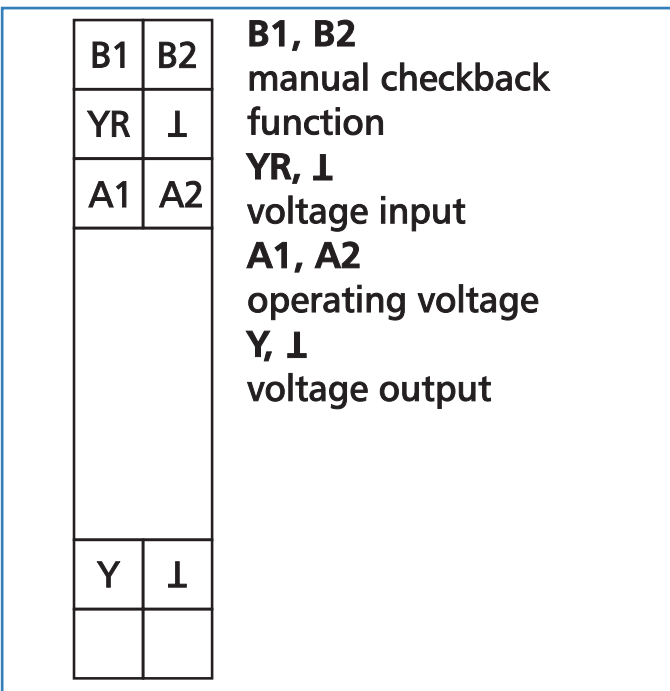 B1 B2
YR ⊥
A1 A2
Y ⊥
B1, B2
manual checkback
function
YR, ⊥
voltage input
A1, A2
operating voltage
Y, ⊥
voltage output